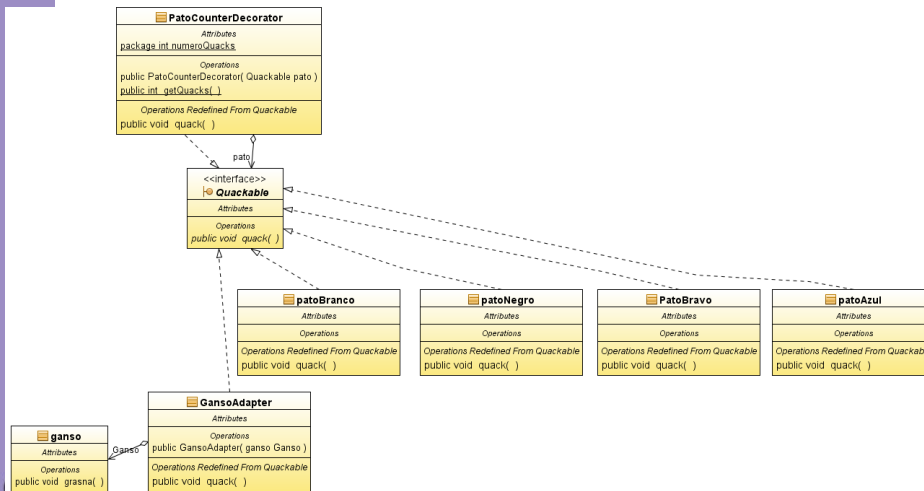 PatoCounterDecorator
Attributes
package int numeroQuacks
Operations
public PatoCounterDecorator( Quackable pato )
public int getQuacks( )
Operations Redefined From Quackable
public void quack( )
pato
<<interface>>
Quackable
Attributes
Operations
public void quack( )
patoBranco
Attributes
Operations
Operations Redefined From Quackable
public void quack( )
patoNegro
Attributes
Operations
Operations Redefined From Quackable
public void quack( )
PatoBravo
Attributes
Operations
Operations Redefined From Quackable
public void quack( )
patoAzul
Attributes
Operations
Operations Redefined From Quackab
public void quack( )
GansoAdapter
Attributes
Operations
public GansoAdapter( ganso Ganso )
Operations Redefined From Quackable
public void quack( )
Ganso
ganso
Attributes
Operations
public void grasna( )